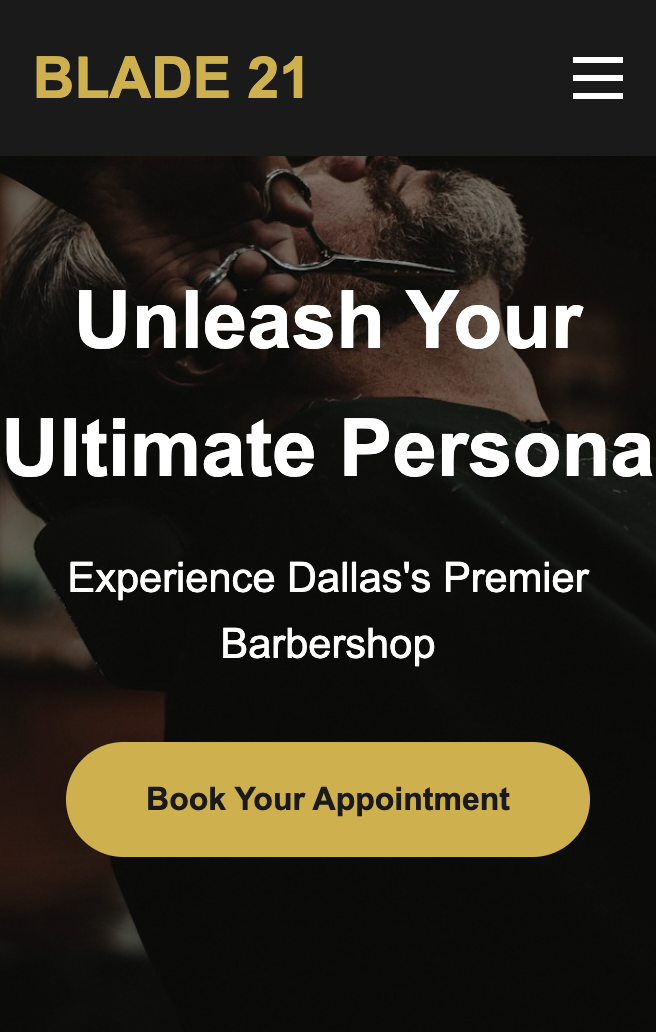 BLADE 21
Unleash Your
Ultimate Persona
Experience Dallas's Premier
Barbershop
Book Your Appointment